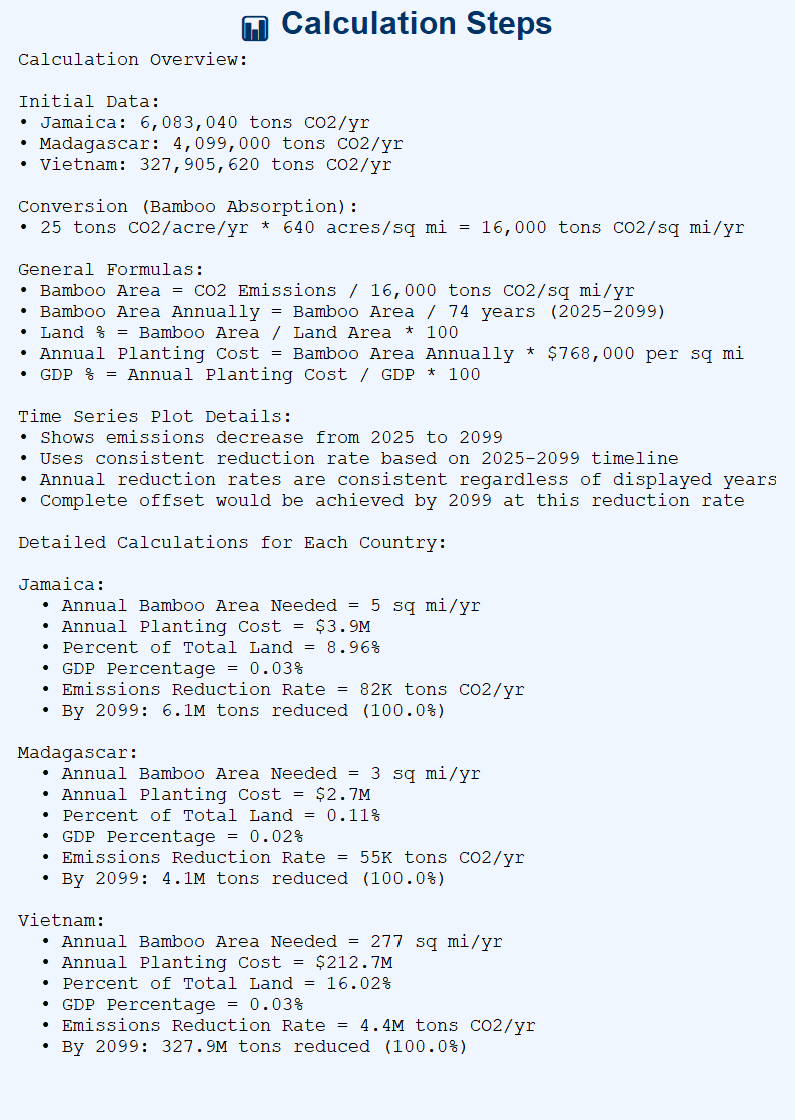 Calculation Steps
Calculation Overview:
Initial Data:
• Jamaica: 6,083,040 tons CO2/yr
• Madagascar: 4,099,000 tons CO2/yr
• Vietnam: 327,905,620 tons CO2/yr
Conversion (Bamboo Absorption):
• 25 tons CO2/acre/yr * 640 acres/sq mi = 16,000 tons CO2/sq mi/yr
General Formulas:
• Bamboo Area = CO2 Emissions / 16,000 tons CO2/sq mi/yr
• Bamboo Area Annually = Bamboo Area / 74 years (2025-2099)
• Land % = Bamboo Area / Land Area * 100
• Annual Planting Cost = Bamboo Area Annually * $768,000 per sq mi
• GDP % = Annual Planting Cost / GDP * 100
Time Series Plot Details:
• Shows emissions decrease from 2025 to 2099
• Uses consistent reduction rate based on 2025-2099 timeline
• Annual reduction rates are consistent regardless of displayed years
• Complete offset would be achieved by 2099 at this reduction rate
Detailed Calculations for Each Country:
Jamaica:
• Annual Bamboo Area Needed = 5 sq mi/yr
• Annual Planting Cost = $3.9M
• Percent of Total Land = 8.96%
• GDP Percentage = 0.03%
• Emissions Reduction Rate = 82K tons CO2/yr
• By 2099: 6.1M tons reduced (100.0%)
Madagascar:
• Annual Bamboo Area Needed = 3 sq mi/yr
• Annual Planting Cost = $2.7M
• Percent of Total Land = 0.11%
• GDP Percentage = 0.02%
• Emissions Reduction Rate = 55K tons CO2/yr
• By 2099: 4.1M tons reduced (100.0%)
Vietnam:
• Annual Bamboo Area Needed = 277 sq mi/yr
• Annual Planting Cost = $212.7M
• Percent of Total Land = 16.02%
• GDP Percentage = 0.03%
• Emissions Reduction Rate = 4.4M tons CO2/yr
• By 2099: 327.9M tons reduced (100.0%)